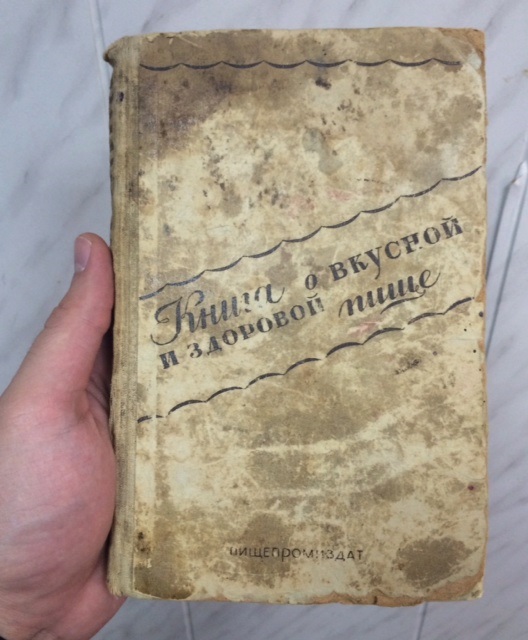 Книга о вкусной
и здоровой пище
Пищепромиздат